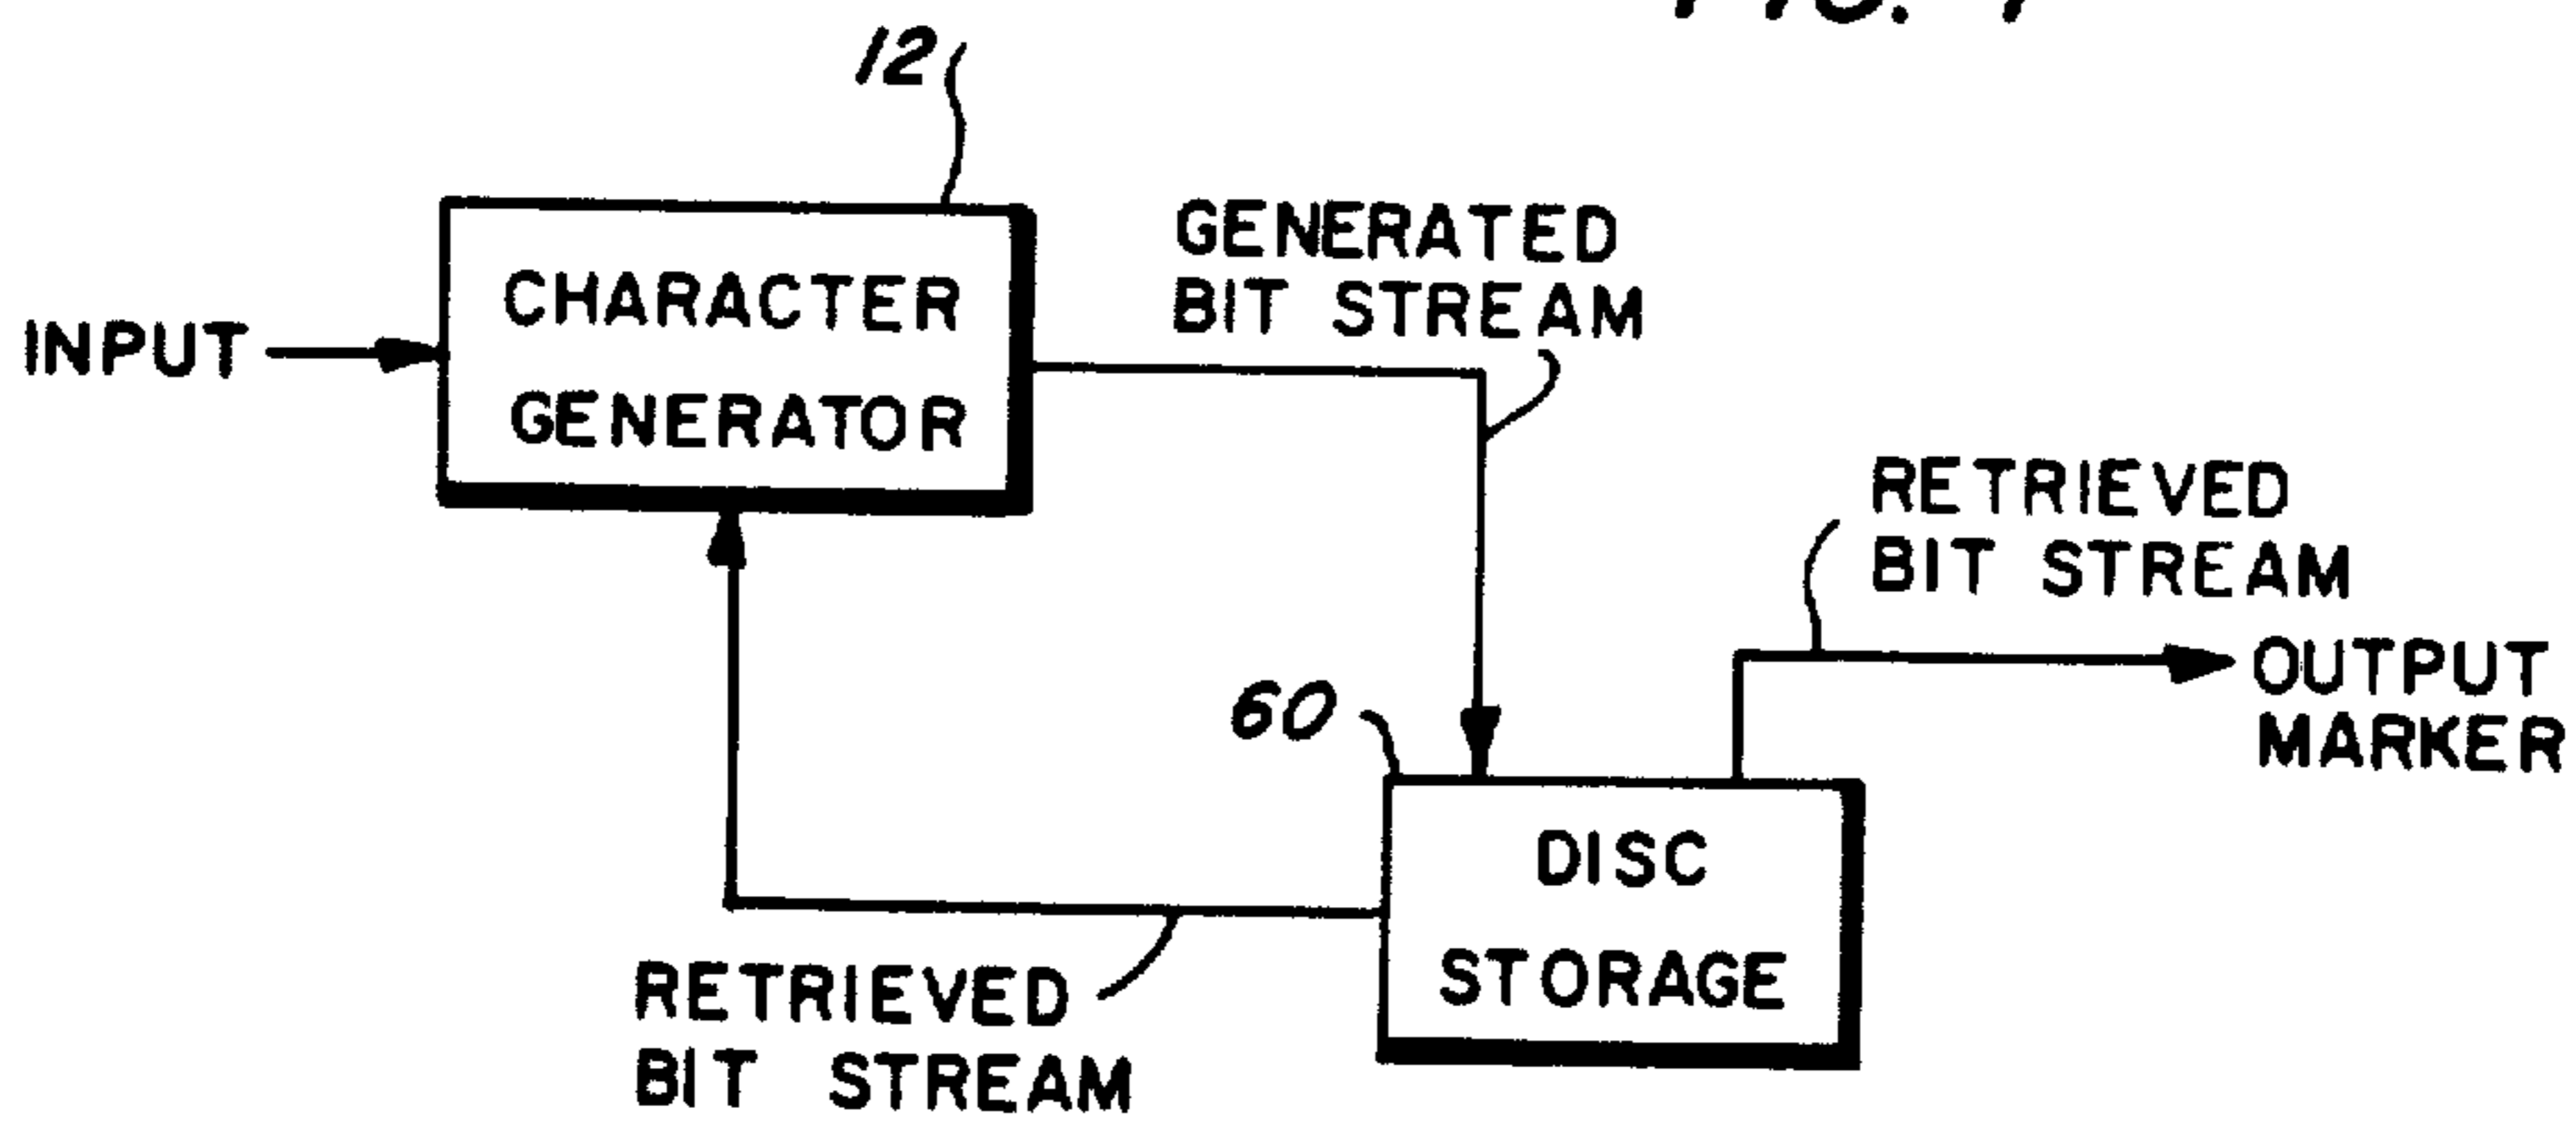 12
CHARACTER
GENERATOR
INPUT
GENERATED
BIT STREAM
RETRIEVED
BIT STREAM
OUTPUT
MARKER
60
DISC
STORAGE
RETRIEVED
BIT STREAM